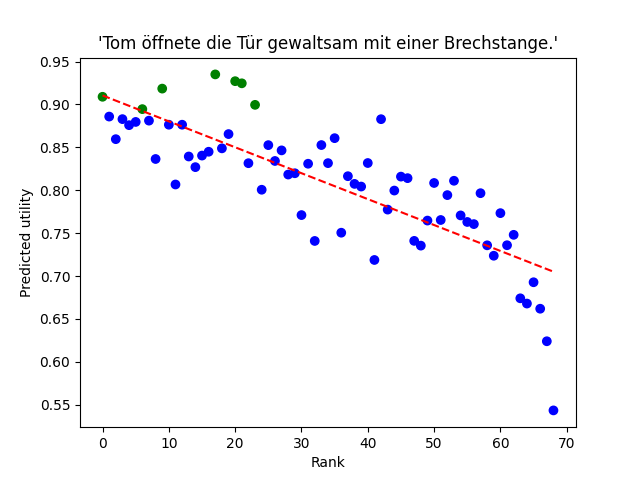 'Tom öffnete die Tür gewaltsam mit einer Brechstange.'
0.95
0.90
0.85
0.80
0.75
0.70
0.65
0.60
0.55
Predicted utility
0 10 20 30 40 50 60 70
Rank